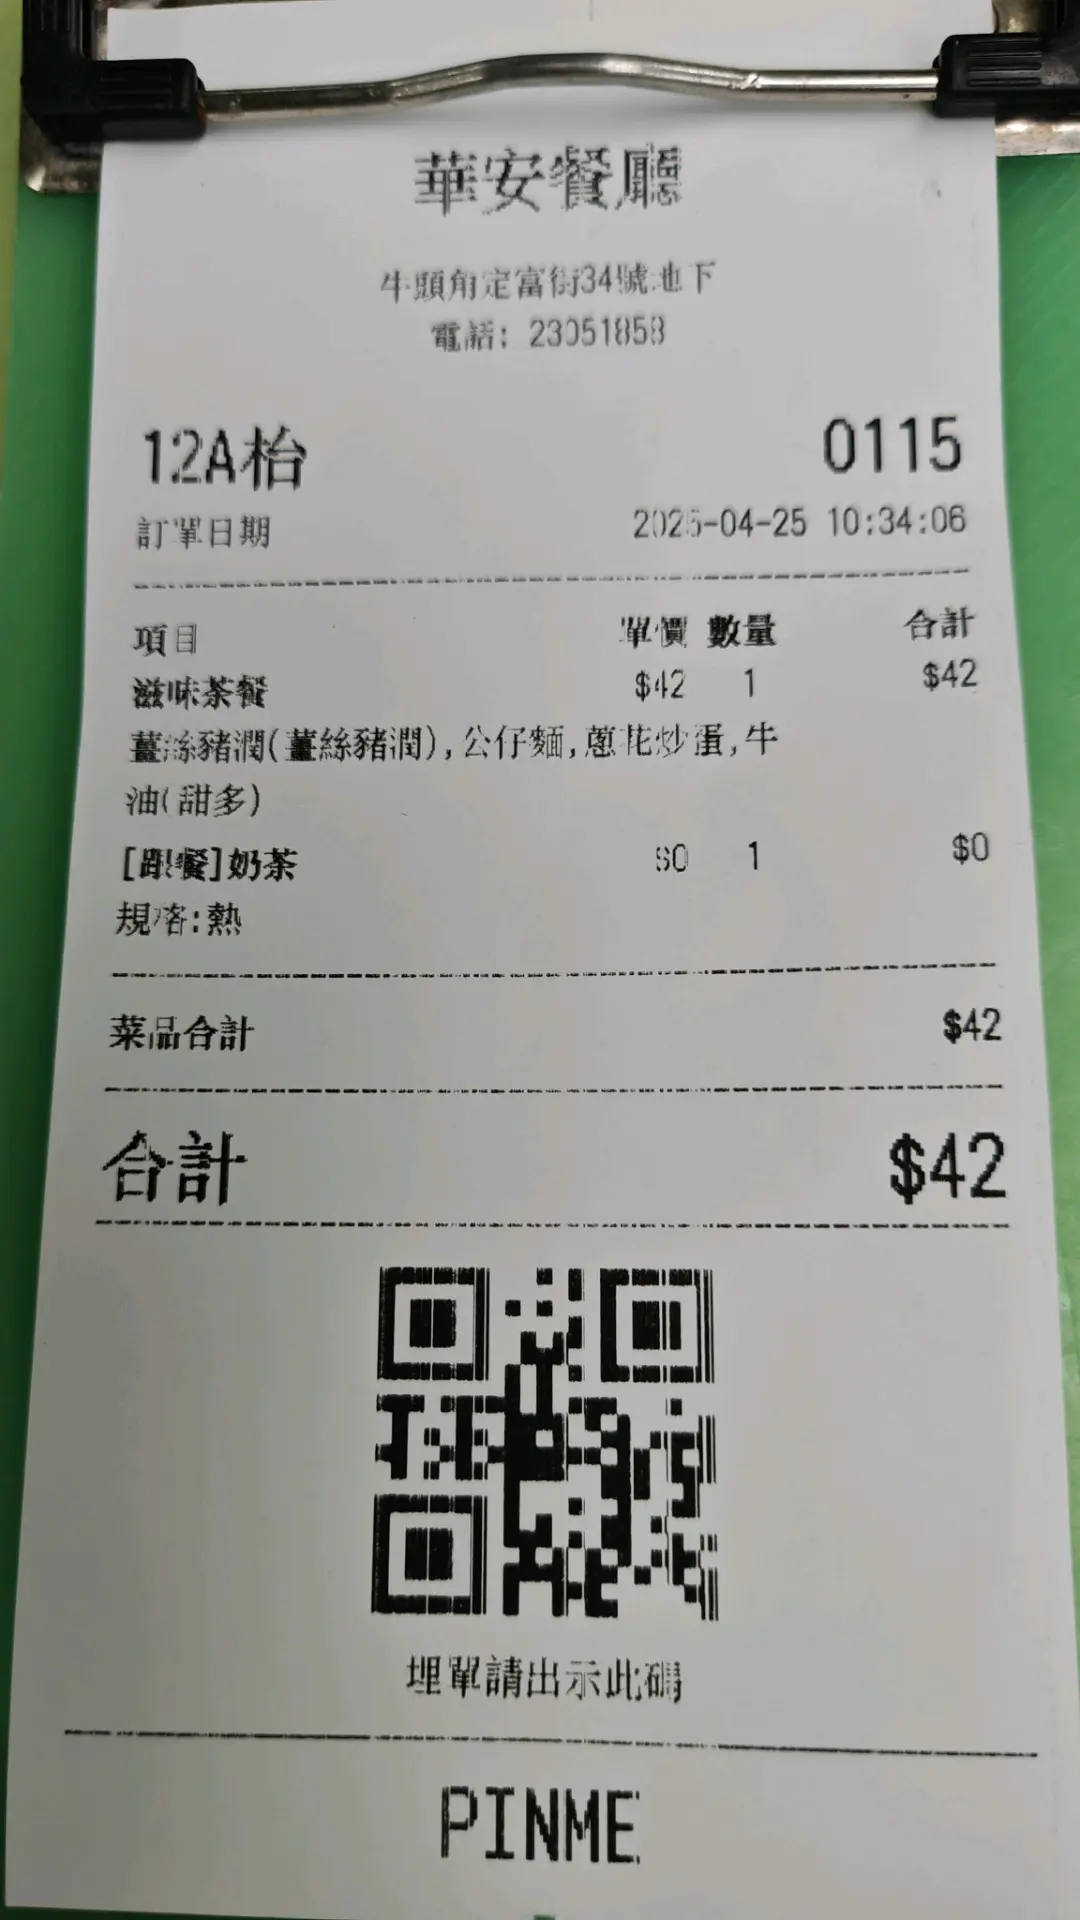 華安餐廳
牛頭角定富街34號地下
電話: 23051858
12A枱 0115
訂單日期 2025-04-25 10:34:06
項目 單價 數量 合計
滋味茶餐 $42 1 $42
薑絲豬潤(薑絲豬潤),公仔麵,蔥花炒蛋,牛
油(甜多)
[跟餐]奶茶 $0 1 $0
規格:熱
菜品合計 $42
合計 $42
埋單請出示此碼
PINME